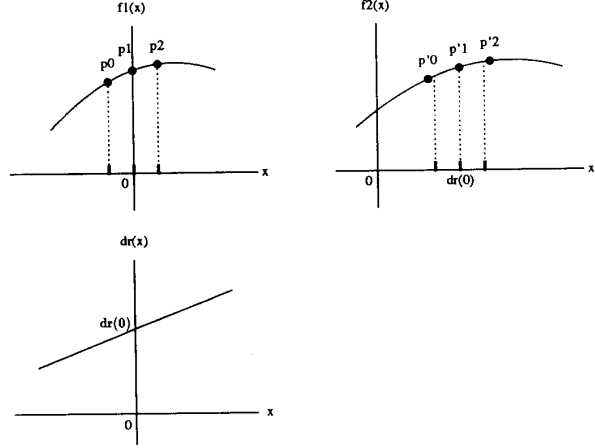 f1(x)
p0
p1
p2
0
x
f2(x)
p'0
p'1
p'2
0
dr(0)
x
dr(x)
dr(0)
0
x